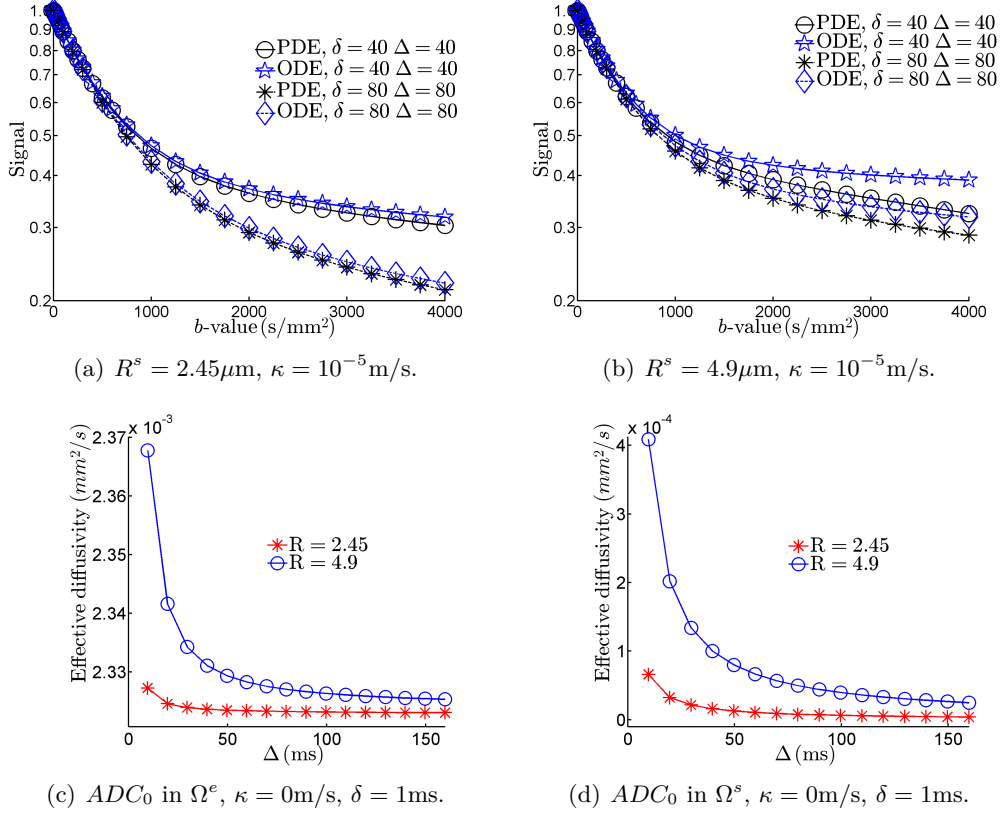 1
0.9
0.8
0.7
0.6
0.5
0.4
0.3
0.2
0
1000
2000
3000
4000
Signal
b-value (s/mm²)
PDE, δ = 40 Δ = 40
ODE, δ = 40 Δ = 40
PDE, δ = 80 Δ = 80
ODE, δ = 80 Δ = 80
(a) Rˢ = 2.45μm, κ = 10⁻⁵m/s.
1
0.9
0.8
0.7
0.6
0.5
0.4
0.3
0.2
0
1000
2000
3000
4000
Signal
b-value (s/mm²)
PDE, δ = 40 Δ = 40
ODE, δ = 40 Δ = 40
PDE, δ = 80 Δ = 80
ODE, δ = 80 Δ = 80
(b) Rˢ = 4.9μm, κ = 10⁻⁵m/s.
x 10⁻³
2.37
2.36
2.35
2.34
2.33
0
50
100
150
Effective diffusivity (mm²/s)
Δ (ms)
R = 2.45
R = 4.9
(c) ADC₀ in Ωᵉ, κ = 0m/s, δ = 1ms.
x 10⁻⁴
4
2
0
0
50
100
150
Effective diffusivity (mm²/s)
Δ (ms)
R = 2.45
R = 4.9
(d) ADC₀ in Ωˢ, κ = 0m/s, δ = 1ms.